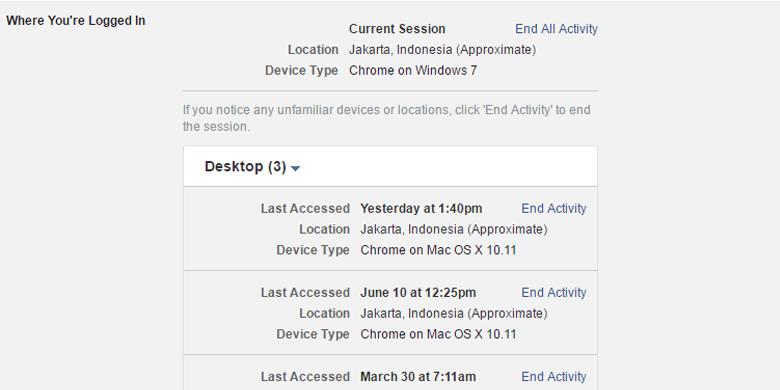 Where You're Logged In
Current Session End All Activity
Location Jakarta, Indonesia (Approximate)
Device Type Chrome on Windows 7
If you notice any unfamiliar devices or locations, click 'End Activity' to end
the session.
Desktop (3)
Last Accessed Yesterday at 1:40pm End Activity
Location Jakarta, Indonesia (Approximate)
Device Type Chrome on Mac OS X 10.11
Last Accessed June 10 at 12:25pm End Activity
Location Jakarta, Indonesia (Approximate)
Device Type Chrome on Mac OS X 10.11
Last Accessed March 30 at 7:11am End Activity